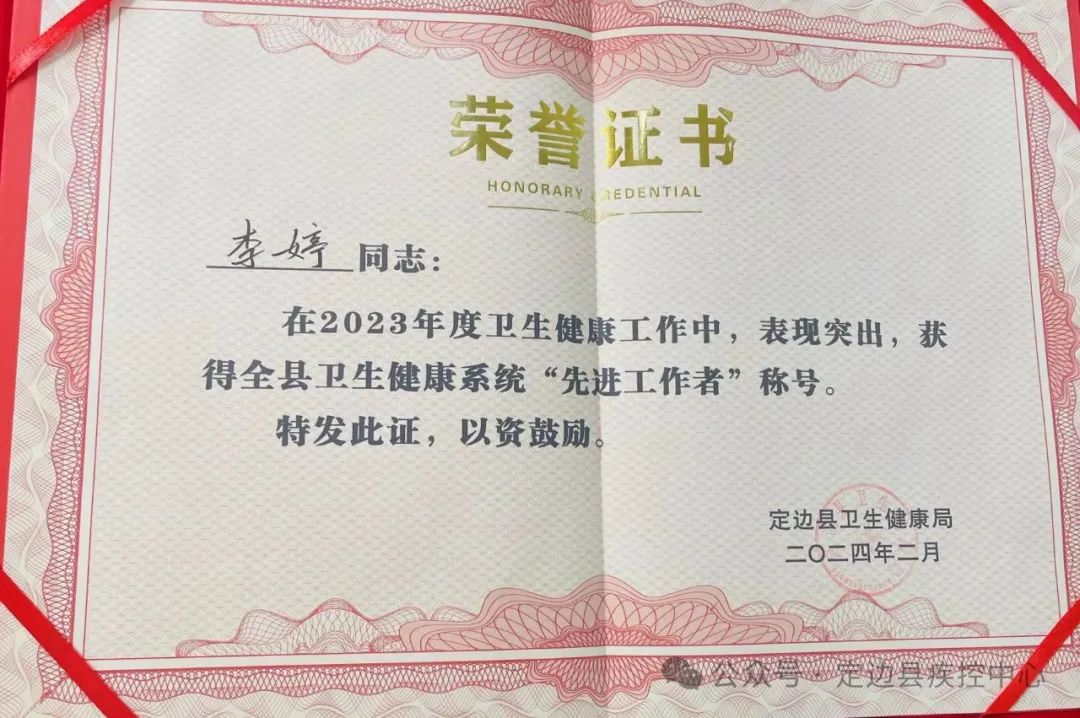 荣誉证书
HONORARY CREDENTIAL
李婷 同志：
在2023年度卫生健康工作中，表现突出，获
得全县卫生健康系统“先进工作者”称号。
特发此证，以资鼓励。
定边县卫生健康局
二〇二四年二月
公众号·定边县疾控中心